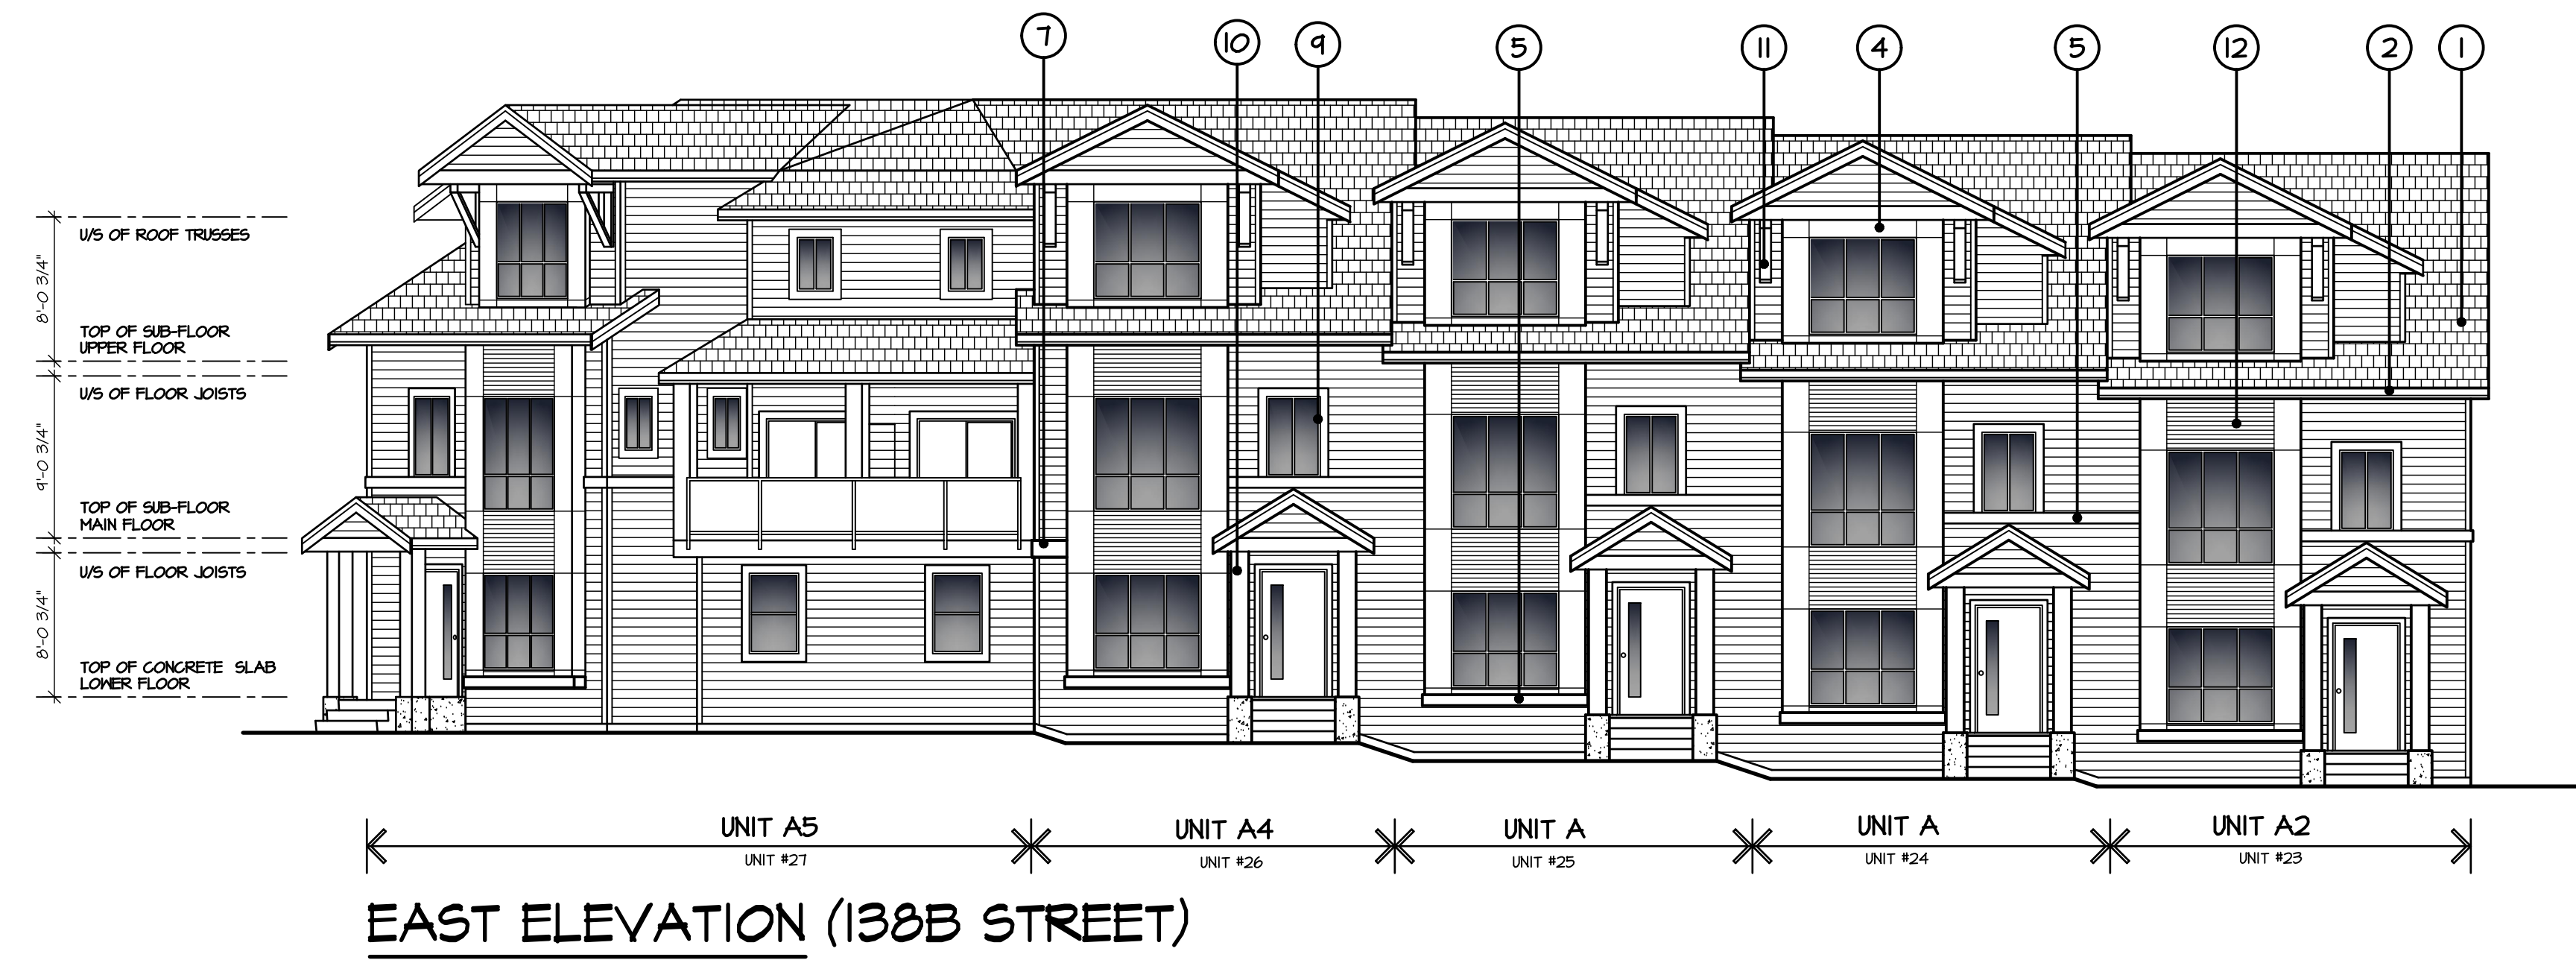 7 10 9 5 11 4 5 12 2 1
U/S OF ROOF TRUSSES
8'-0 3/4"
TOP OF SUB-FLOOR
UPPER FLOOR
U/S OF FLOOR JOISTS
9'-0 3/4"
TOP OF SUB-FLOOR
MAIN FLOOR
U/S OF FLOOR JOISTS
8'-0 3/4"
TOP OF CONCRETE SLAB
LOWER FLOOR
UNIT A5 UNIT A4 UNIT A UNIT A UNIT A2
UNIT #27 UNIT #26 UNIT #25 UNIT #24 UNIT #23
EAST ELEVATION (138B STREET)